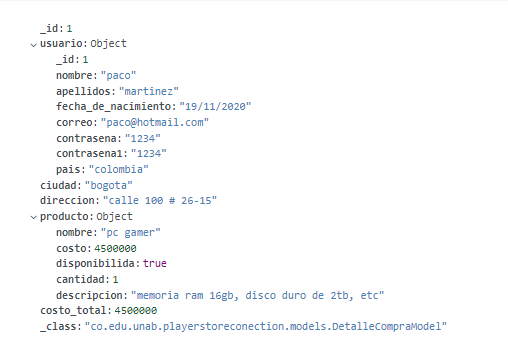 _id: 1
usuario: Object
_id: 1
nombre: "paco"
apellidos: "martinez"
fecha_de_nacimiento: "19/11/2020"
correo: "paco@hotmail.com"
contrasena: "1234"
contrasena1: "1234"
pais: "colombia"
ciudad: "bogota"
direccion: "calle 100 # 26-15"
producto: Object
nombre: "pc gamer"
costo: 4500000
disponibilida: true
cantidad: 1
descripcion: "memoria ram 16gb, disco duro de 2tb, etc"
costo_total: 4500000
_class: "co.edu.unab.playerstoreconection.models.DetalleCompraModel"